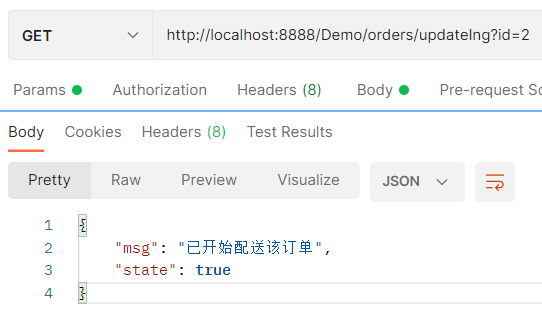 GET http://localhost:8888/Demo/orders/updateIng?id=2
Params Authorization Headers (8) Body Pre-request Sc
Body Cookies Headers (8) Test Results
Pretty Raw Preview Visualize JSON
1 {
2 "msg": "已开始配送该订单",
3 "state": true
4 }